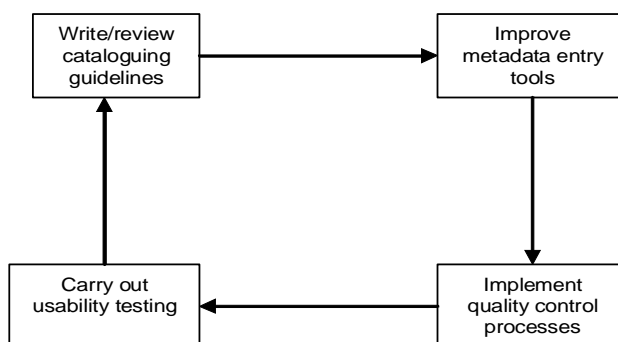 Write/review
cataloguing
guidelines
Improve
metadata entry
tools
Carry out
usability testing
Implement
quality control
processes